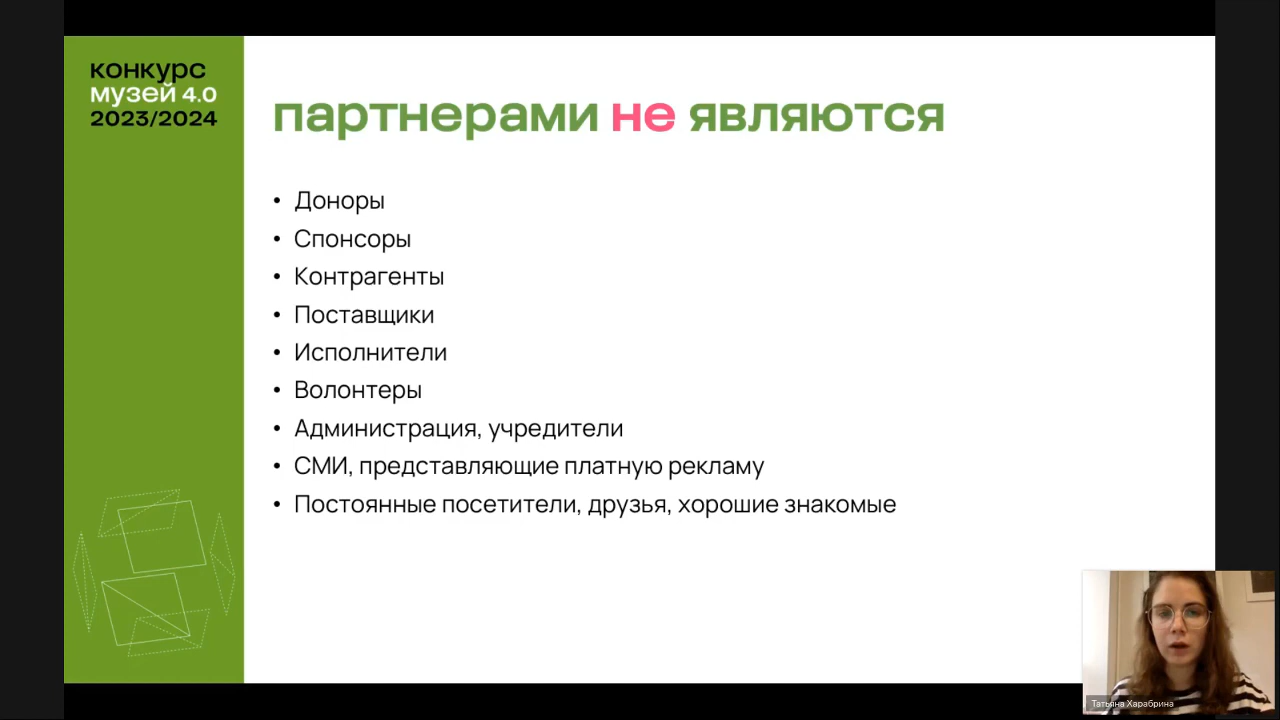 конкурс
музей 4.0
2023/2024
партнерами не являются
• Доноры
• Спонсоры
• Контрагенты
• Поставщики
• Исполнители
• Волонтеры
• Администрация, учредители
• СМИ, представляющие платную рекламу
• Постоянные посетители, друзья, хорошие знакомые
Татьяна Харабрина